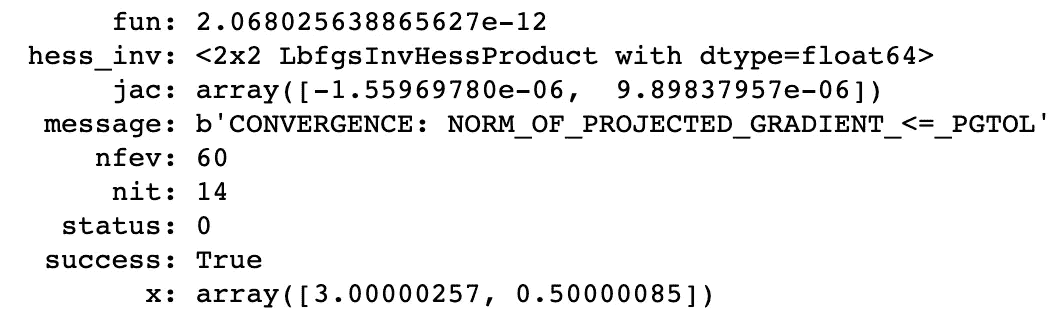 fun: 2.068025638865627e-12
hess_inv: <2x2 LbfgsInvHessProduct with dtype=float64>
jac: array([-1.55969780e-06,  9.89837957e-06])
message: b'CONVERGENCE: NORM_OF_PROJECTED_GRADIENT_<=_PGTOL'
nfev: 60
nit: 14
status: 0
success: True
x: array([3.00000257, 0.50000085])